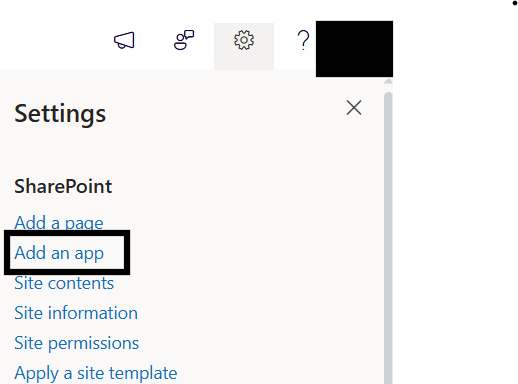 ?
Settings
SharePoint
Add a page
Add an app
Site contents
Site information
Site permissions
Apply a site template